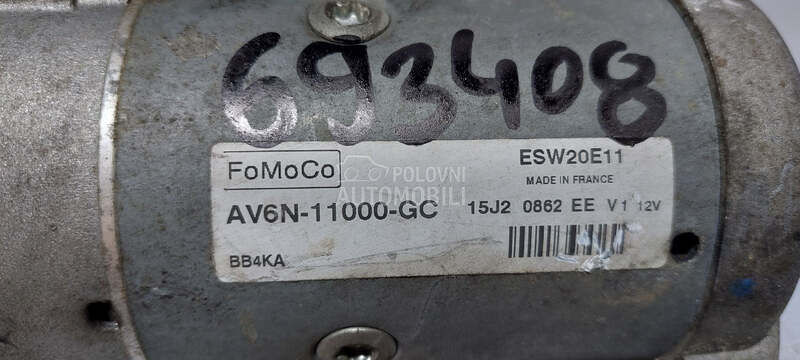 693408
FoMoCo
ESW20E11
MADE IN FRANCE
AV6N-11000-GC 15J2 0862 EE V1 12V
BB4KA
POLOVNI
AUTOMOBILI